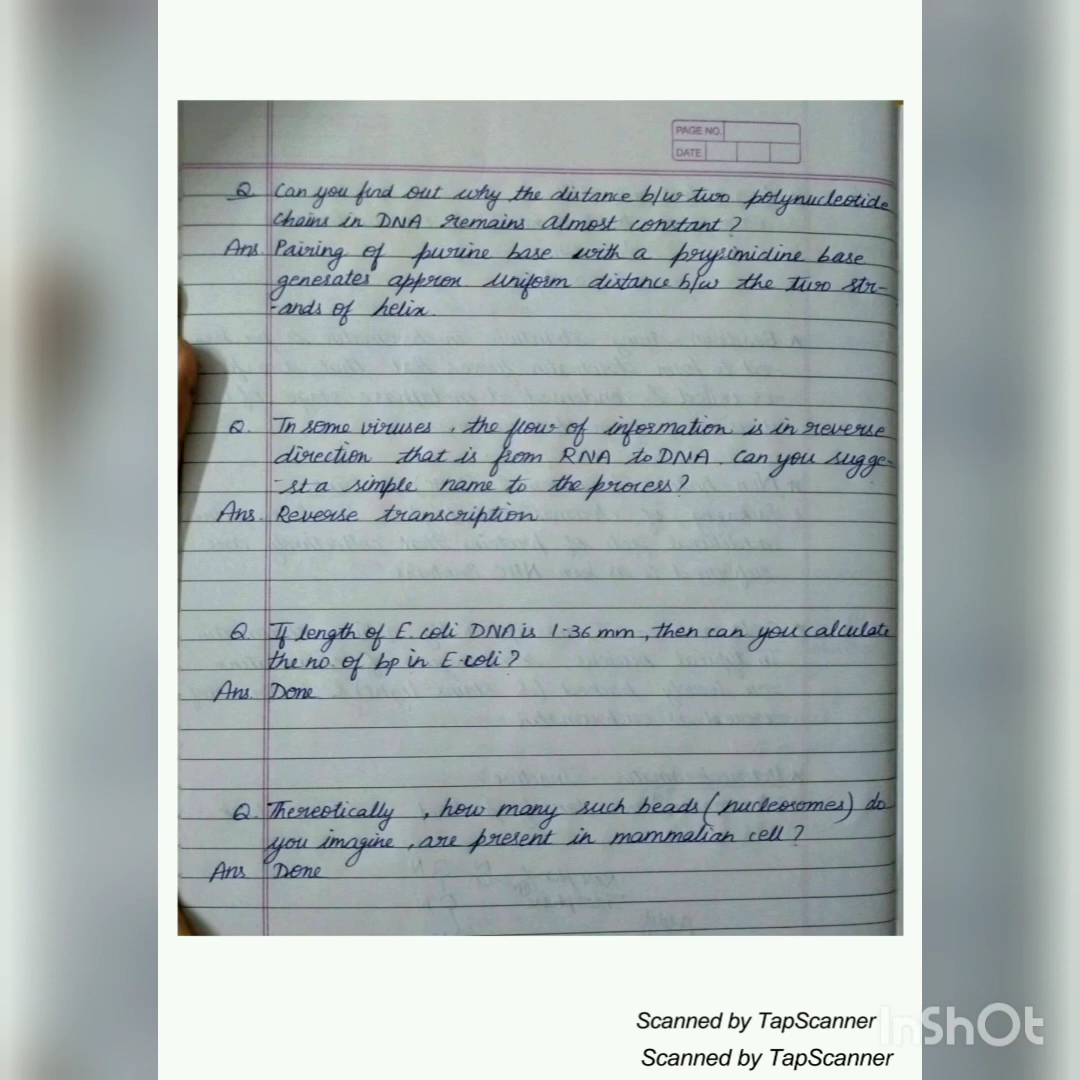 PAGE NO.
DATE
Q. Can you find out why the distance b/w two polynucleotide
chains in DNA remains almost constant?
Ans. Pairing of purine base with a pryrimidine base
generates approx uniform distance b/w the two str-
-ands of helix.
Q. In some viruses, the flow of information is in reverse
direction that is from RNA to DNA. Can you sugge-
-st a simple name to the process?
Ans. Reverse transcription
Q. If length of E. coli DNA is 1.36 mm, then can you calculate
the no. of bp in E-coli?
Ans. Done
Q. Thereotically, how many such beads (nucleosomes) do
you imagine, are present in mammalian cell?
Ans Done
Scanned by TapScanner
Scanned by TapScanner
InShOt